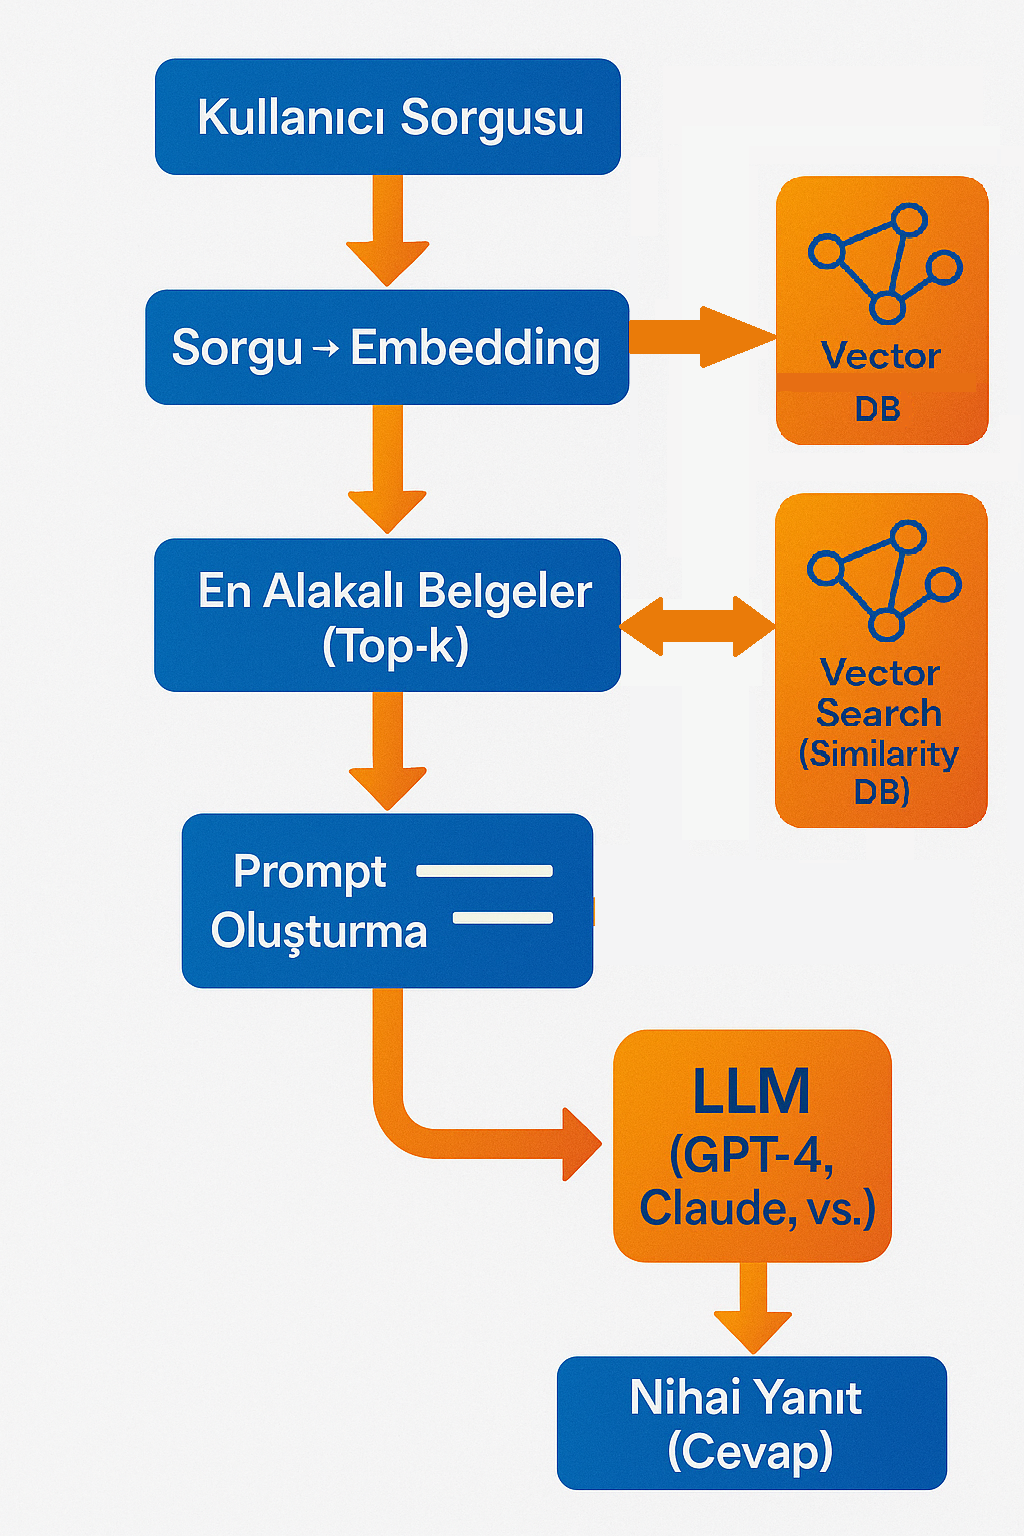 Kullanıcı Sorgusu
Sorgu → Embedding
Vector
DB
En Alakalı Belgeler
(Top-k)
Vector
Search
(Similarity
DB)
Prompt
Oluşturma
LLM
(GPT-4,
Claude, vs.)
Nihai Yanıt
(Cevap)